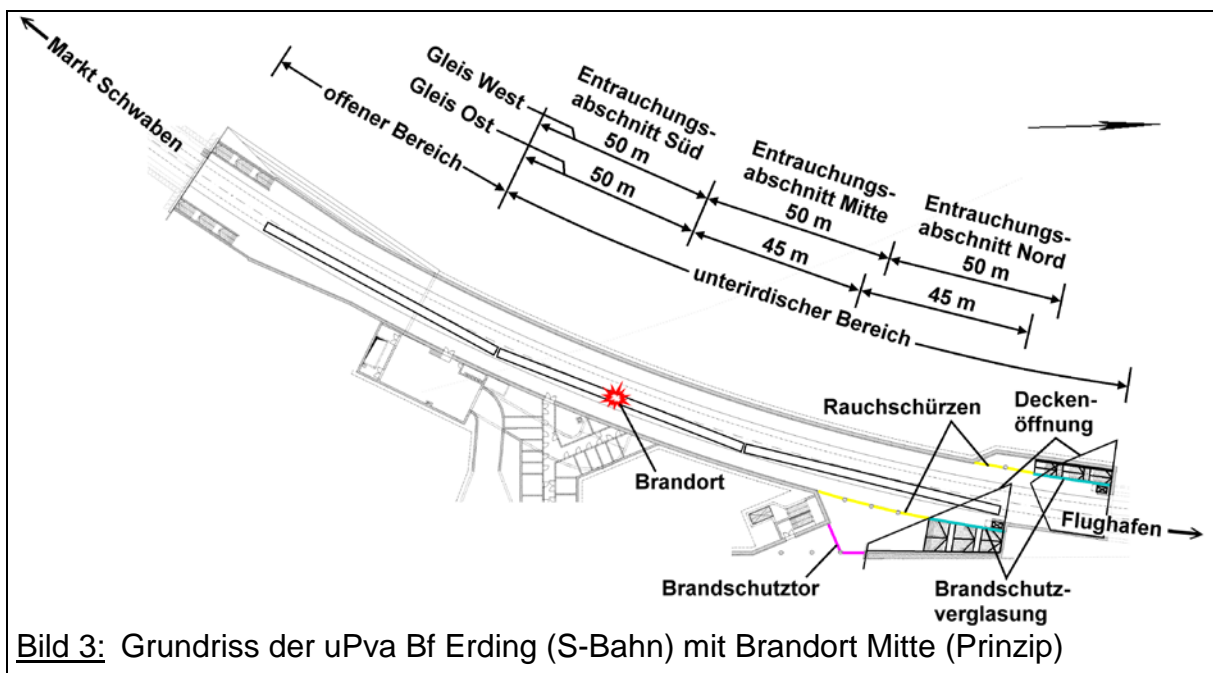 Markt Schwaben
offener Bereich
Gleis West
Gleis Ost
50 m
50 m
Entrauchungs-
abschnitt Süd
Entrauchungs-
abschnitt Mitte
50 m
45 m
Entrauchungs-
abschnitt Nord
50 m
45 m
unterirdischer Bereich
Rauchschürzen
Decken-
öffnung
Brandort
Flughafen
Brandschutztor
Brandschutz-
verglasung
Bild 3: Grundriss der uPva Bf Erding (S-Bahn) mit Brandort Mitte (Prinzip)